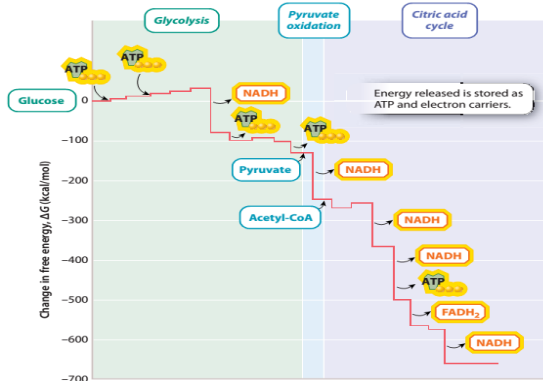 Glycolysis
Pyruvate
oxidation
Citric acid
cycle
ATP
ATP
Glucose
NADH
Energy released is stored as
ATP and electron carriers.
ATP
ATP
Pyruvate
NADH
Acetyl-CoA
NADH
NADH
ATP
FADH₂
NADH
Change in free energy, ΔG (kcal/mol)
0
−100
−200
−300
−400
−500
−600
−700